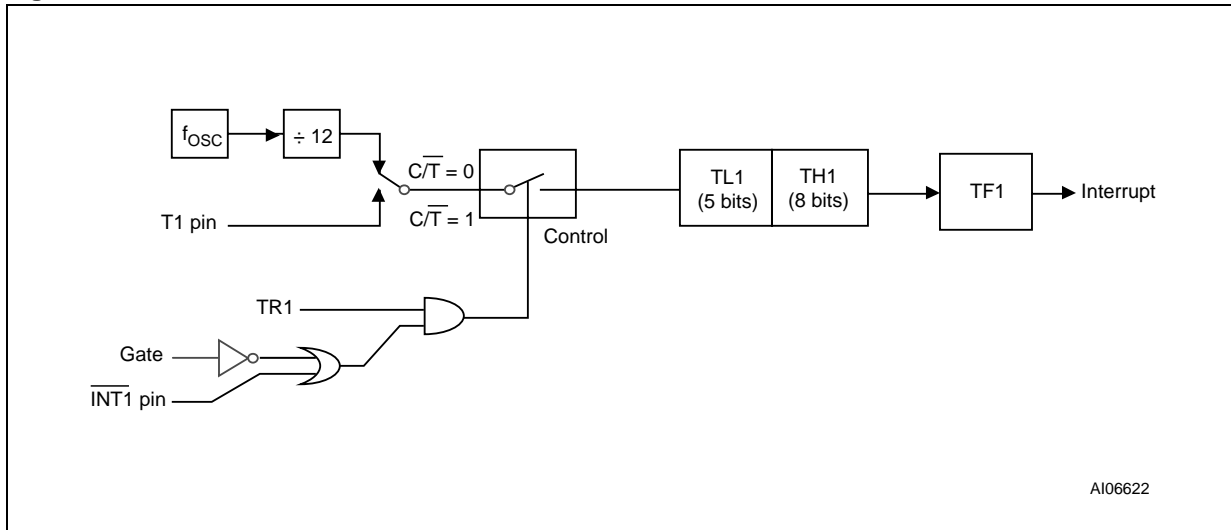 fOSC
÷ 12
C/T̅ = 0
C/T̅ = 1
T1 pin
Control
TL1
(5 bits)
TH1
(8 bits)
TF1
Interrupt
TR1
Gate
I̅N̅T̅1̅ pin
AI06622